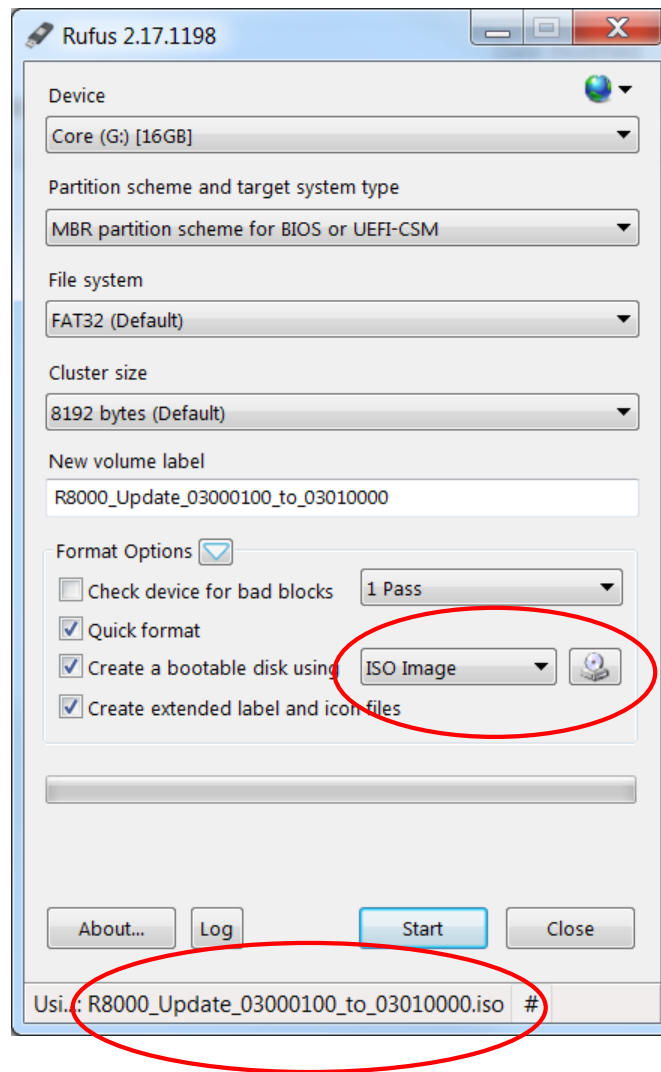 Rufus 2.17.1198
Device
Core (G:) [16GB]
Partition scheme and target system type
MBR partition scheme for BIOS or UEFI-CSM
File system
FAT32 (Default)
Cluster size
8192 bytes (Default)
New volume label
R8000_Update_03000100_to_03010000
Format Options
Check device for bad blocks 1 Pass
Quick format
Create a bootable disk using ISO Image
Create extended label and icon files
About... Log Start Close
Usi...: R8000_Update_03000100_to_03010000.iso #